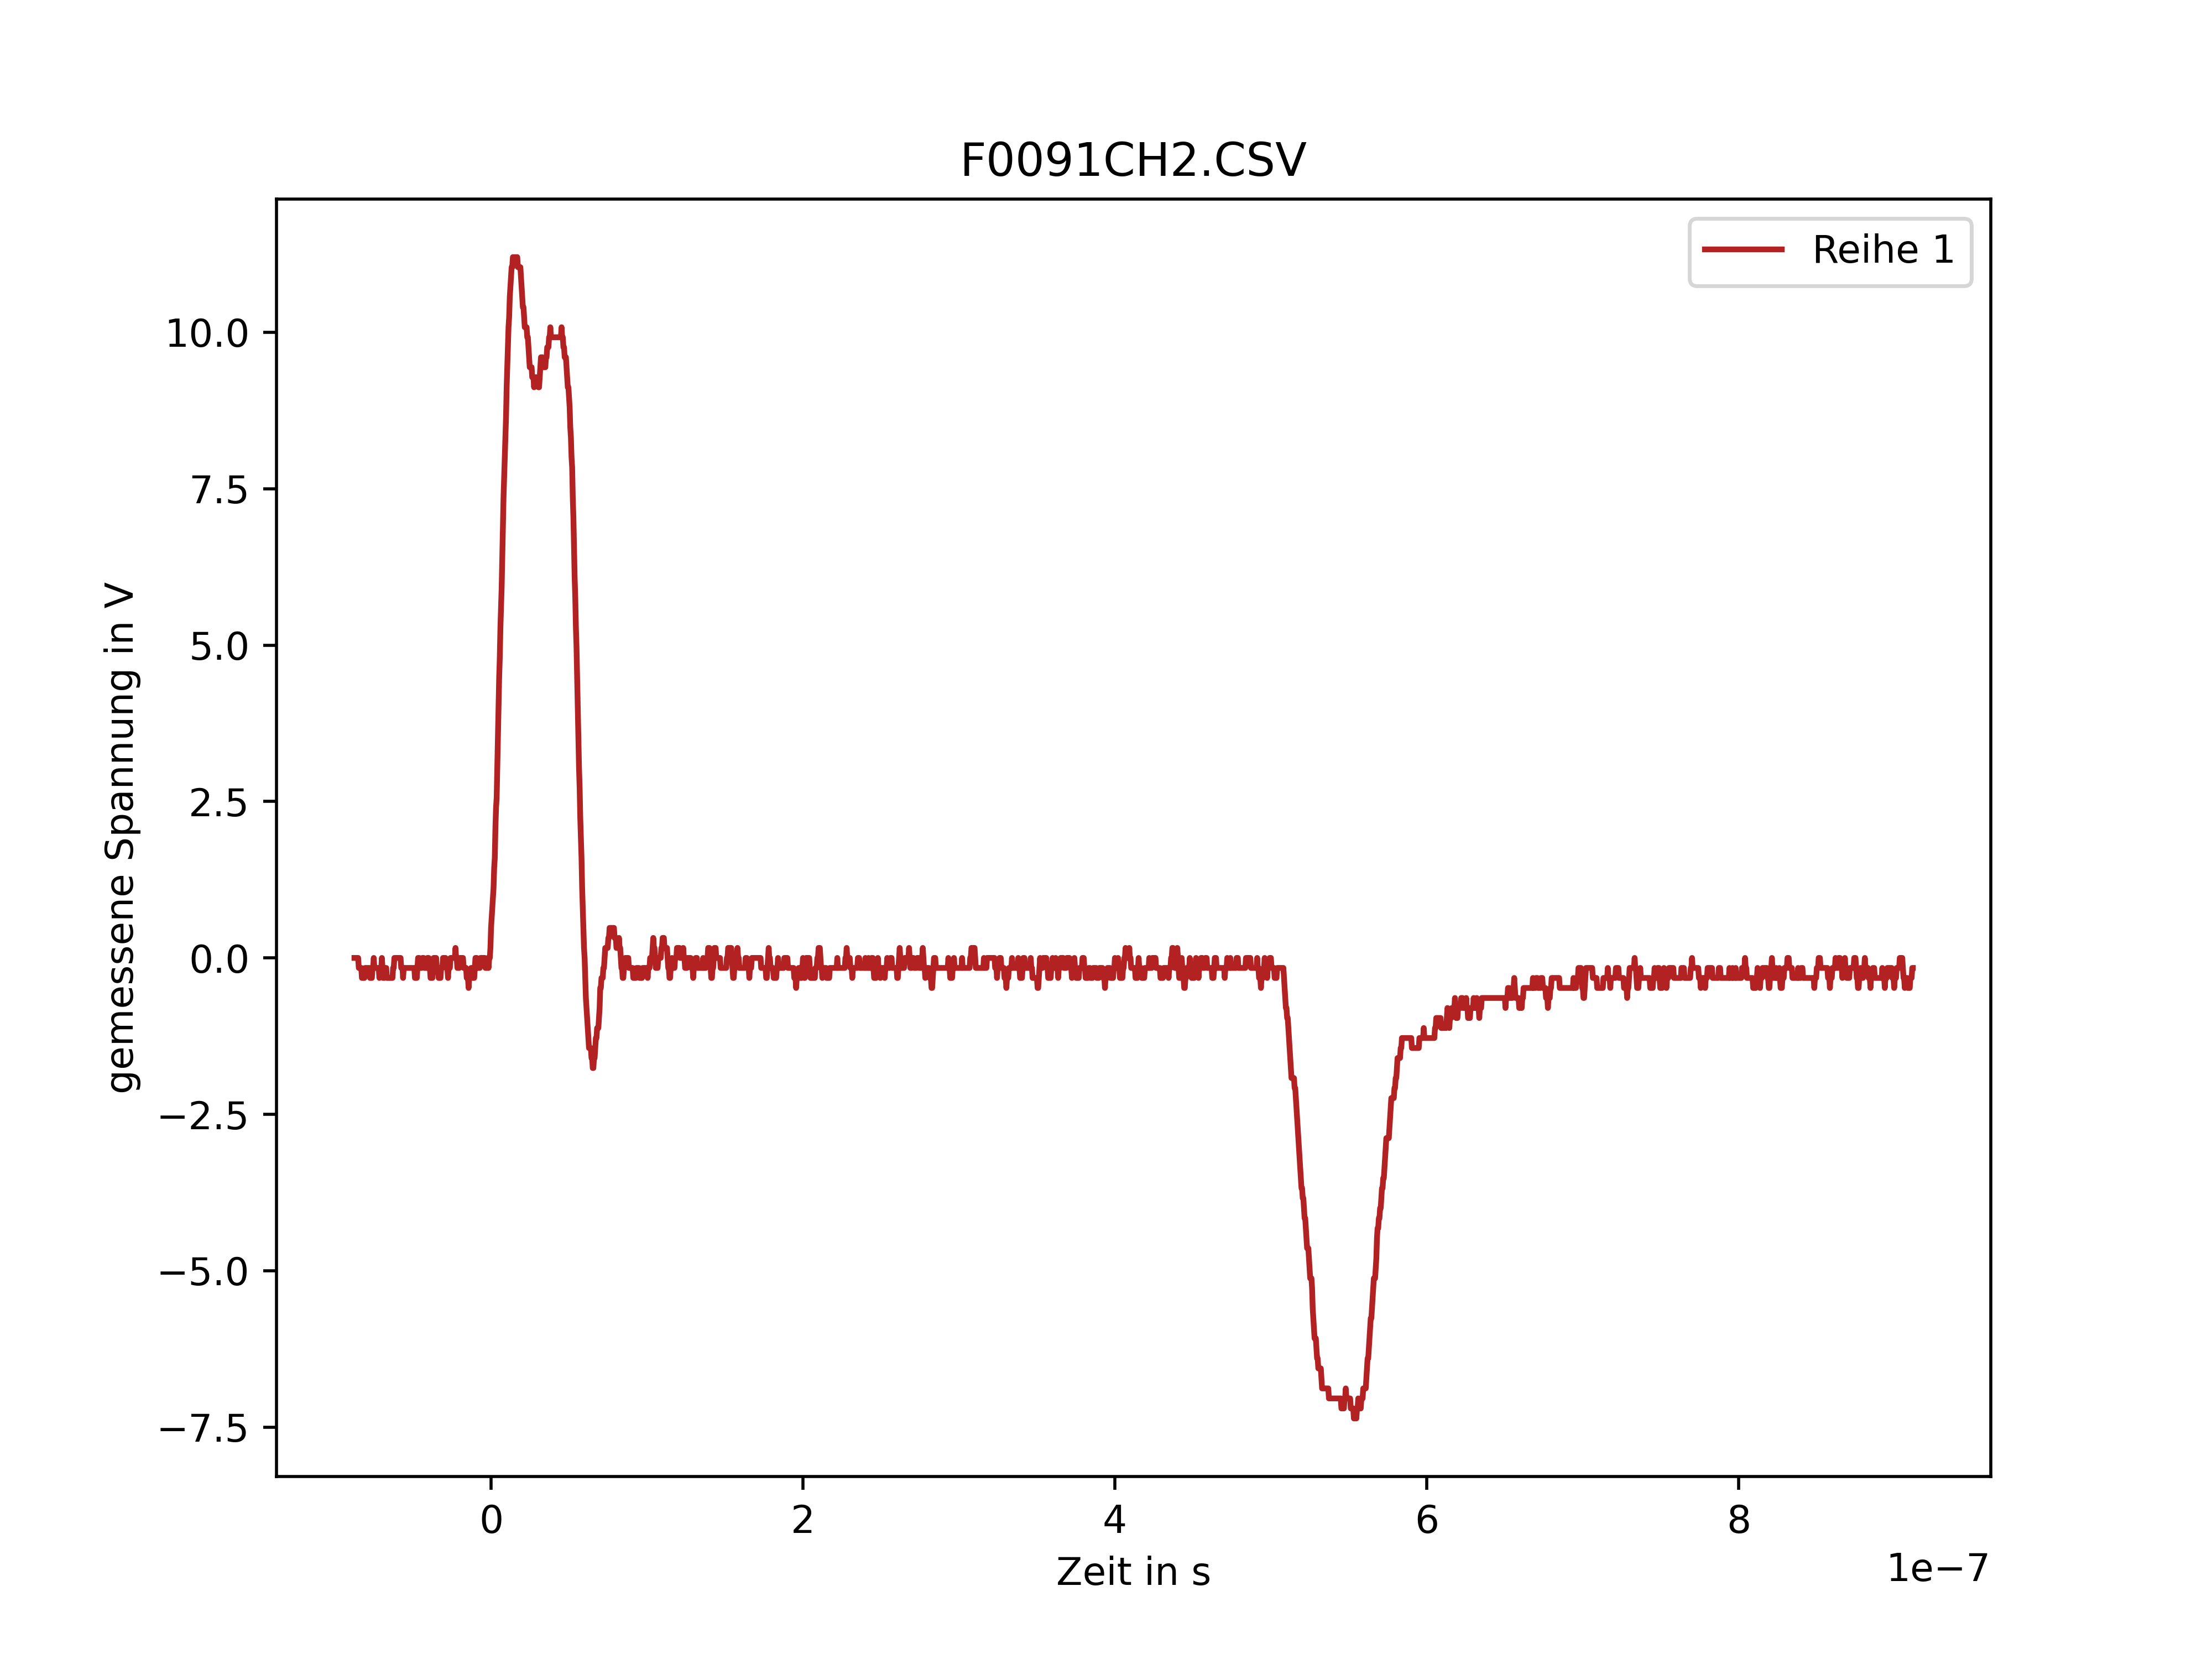 F0091CH2.CSV
Reihe 1
gemessene Spannung in V
10.0
7.5
5.0
2.5
0.0
−2.5
−5.0
−7.5
0 2 4 6 8
Zeit in s
1e−7